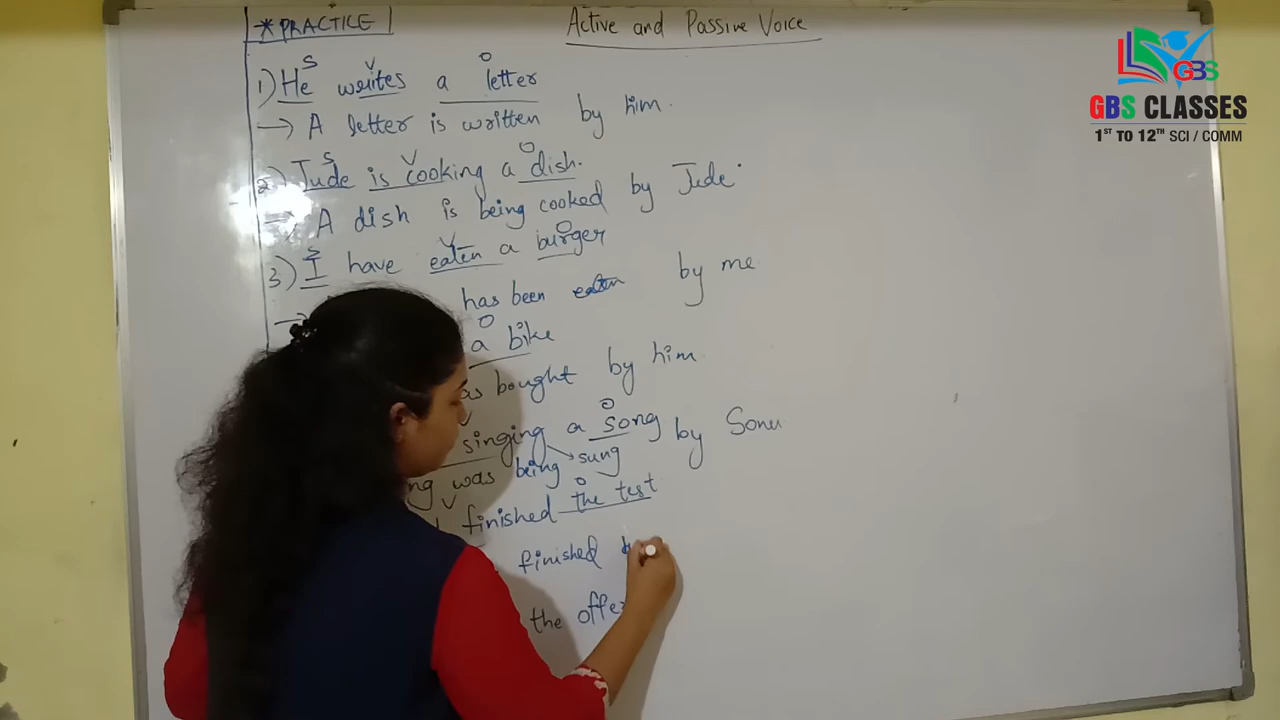 *PRACTICE
Active and Passive Voice
S V O
1) He writes a letter
→ A letter is written by him.
S V O
2) Jude is cooking a dish.
→ A dish is being cooked by Jude.
S V O
3) I have eaten a burger
→ has been eaten by me
O
a bike
bought by him
O
singing a song
→ sung
was being by Sonu
V O
finished the test
finished
the offer
GBS
GBS CLASSES
1ST TO 12TH SCI / COMM